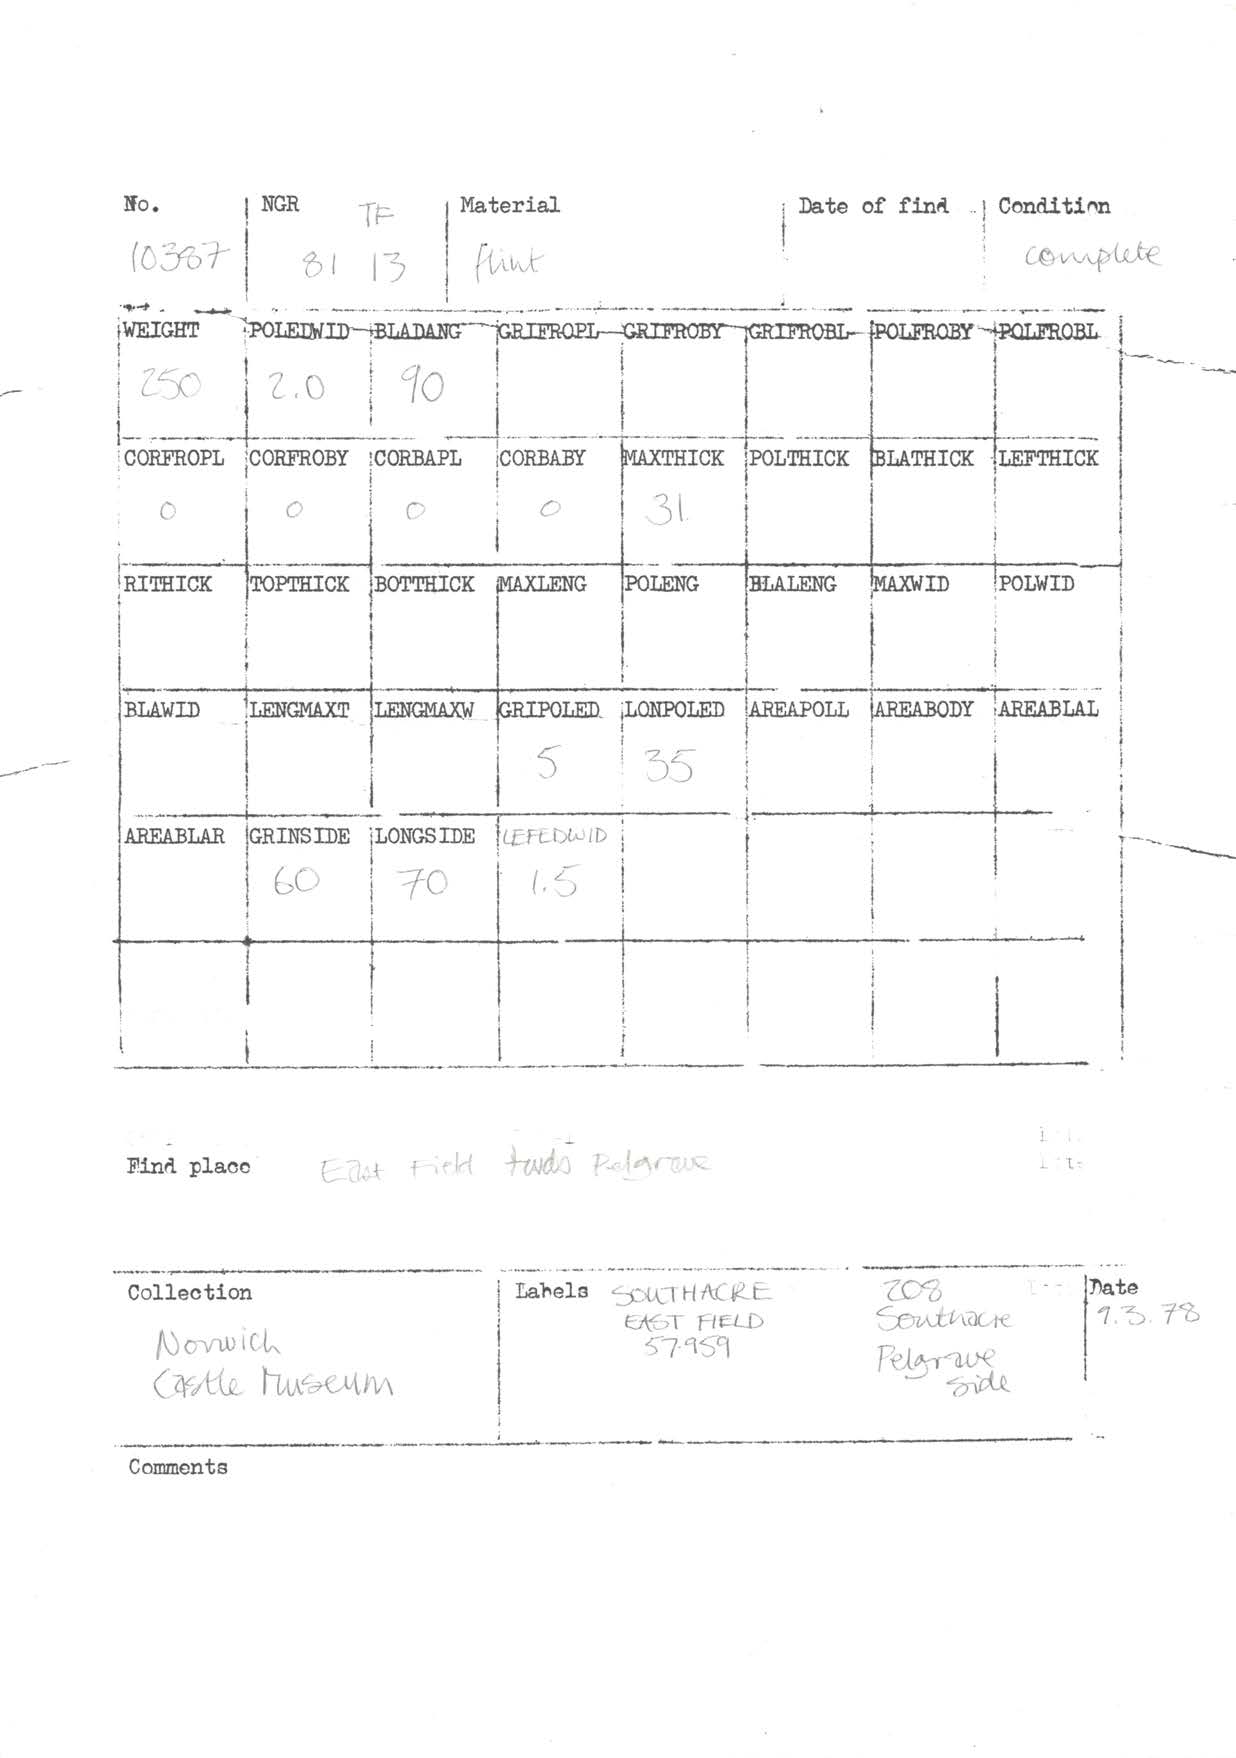 No. NGR TF Material Date of find Condition
10387 81 13 flint complete
WEIGHT POLEDWID BLADANG GRIFROPL GRIFROBY GRIFROBL POLFROBY POLFROBL
250 2.0 90
CORFROPL CORFROBY CORBAPL CORBABY MAXTHICK POLTHICK BLATHICK LEFTHICK
0 0 0 0 31
RITHICK TOPTHICK BOTTHICK MAXLENG POLENG BLALENG MAXWID POLWID
BLAWID LENGMAXT LENGMAXW GRIPOLED LONPOLED AREAPOLL AREABODY AREABLAL
5 35
AREABLAR GRINSIDE LONGSIDE LEFEDWID
60 70 1.5
Find place East Field twds Pelgrave
Collection Labels SOUTHACRE 208 Date
EAST FIELD Southacre 9.3.78
Norwich 57.959 Pelgrave
Castle Museum side
Comments